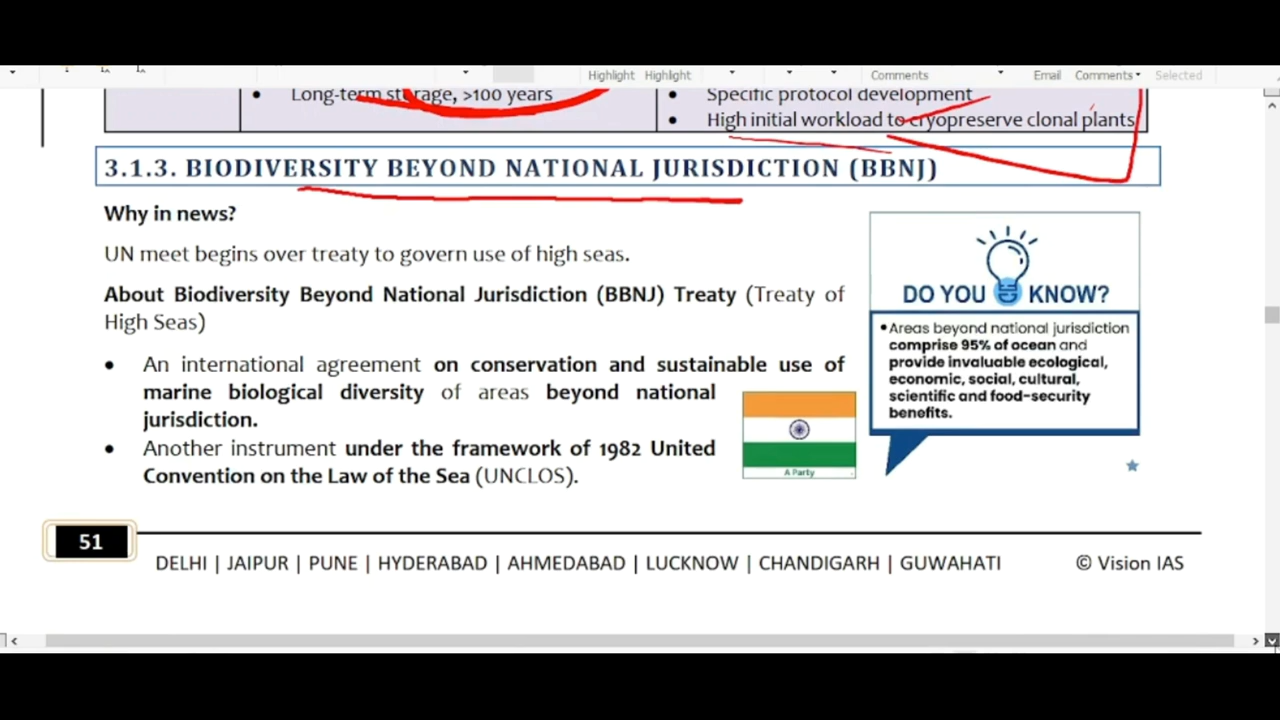 Highlight Highlight Comments Email Comments Selected
• Long-term storage, >100 years
• Specific protocol development
• High initial workload to cryopreserve clonal plants
3.1.3. BIODIVERSITY BEYOND NATIONAL JURISDICTION (BBNJ)
Why in news?
UN meet begins over treaty to govern use of high seas.
About Biodiversity Beyond National Jurisdiction (BBNJ) Treaty (Treaty of
High Seas)
• An international agreement on conservation and sustainable use of
marine biological diversity of areas beyond national
jurisdiction.
• Another instrument under the framework of 1982 United
Convention on the Law of the Sea (UNCLOS).
A Party
DO YOU KNOW?
• Areas beyond national jurisdiction
comprise 95% of ocean and
provide invaluable ecological,
economic, social, cultural,
scientific and food-security
benefits.
51
DELHI | JAIPUR | PUNE | HYDERABAD | AHMEDABAD | LUCKNOW | CHANDIGARH | GUWAHATI
© Vision IAS